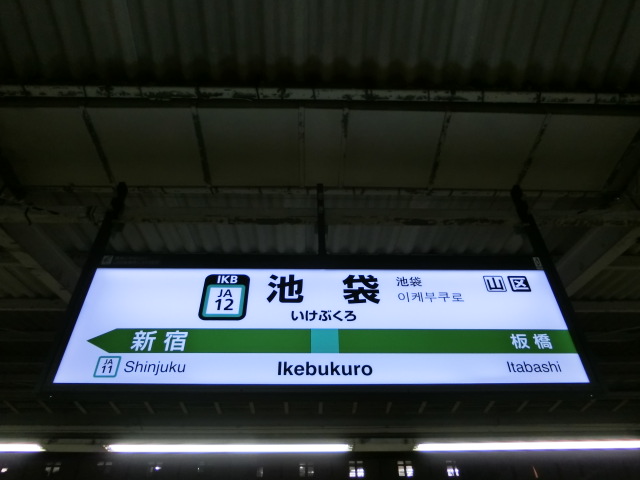 IKB
JA
12
池袋
池袋
이케부쿠로
山 区
いけぶくろ
新宿
板橋
JA
11
Shinjuku
Ikebukuro
Itabashi